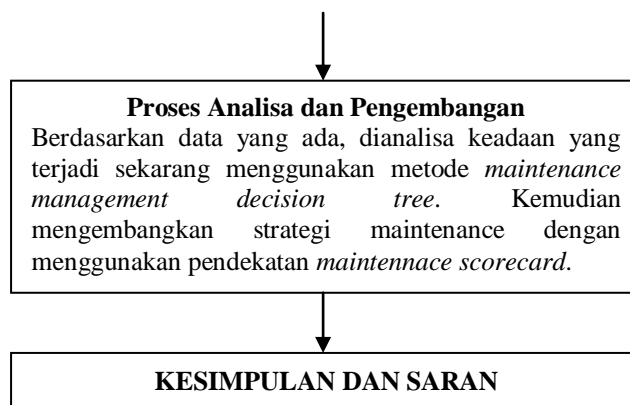 Proses Analisa dan Pengembangan
Berdasarkan data yang ada, dianalisa keadaan yang
terjadi sekarang menggunakan metode maintenance
management decision tree. Kemudian
mengembangkan strategi maintenance dengan
menggunakan pendekatan maintennace scorecard.
KESIMPULAN DAN SARAN